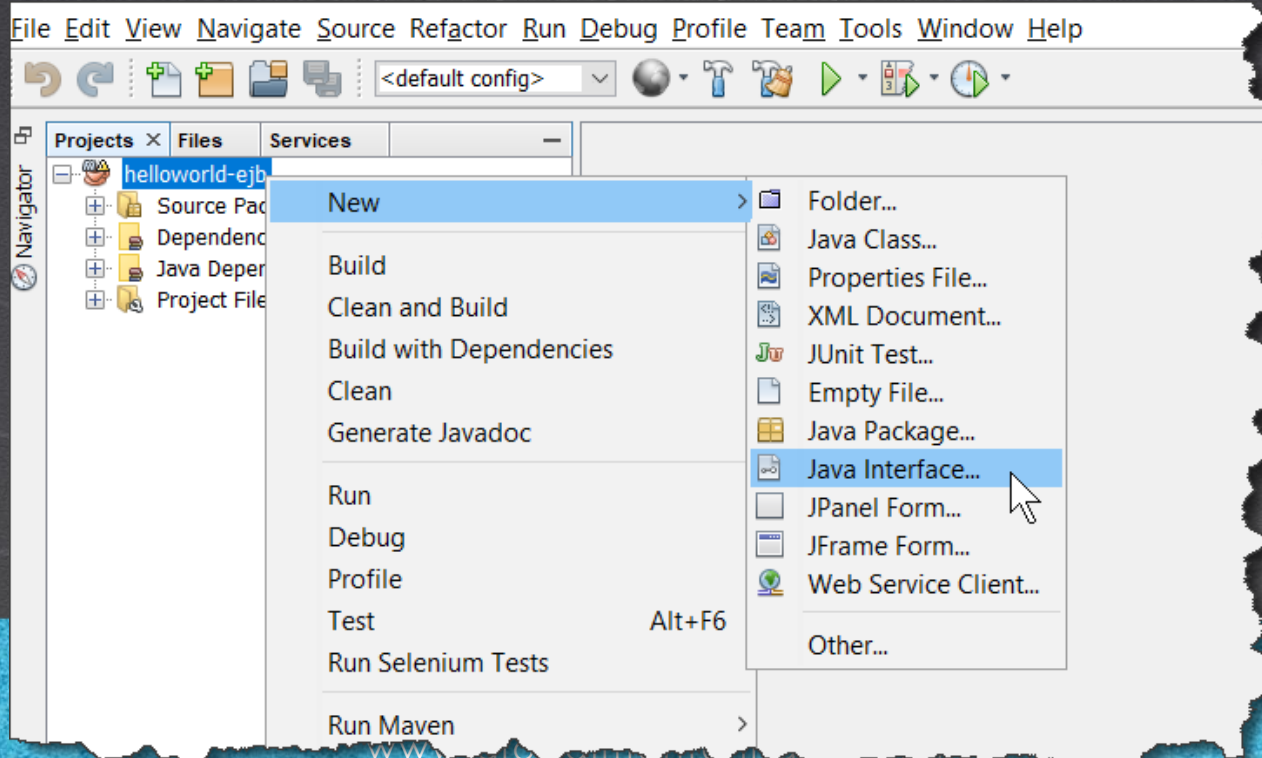 File Edit View Navigate Source Refactor Run Debug Profile Team Tools Window Help
<default config>
Projects Files Services
Navigator
helloworld-ejb
Source Pac
Dependenc
Java Depen
Project File
New
Build
Clean and Build
Build with Dependencies
Clean
Generate Javadoc
Run
Debug
Profile
Test Alt+F6
Run Selenium Tests
Run Maven
Folder...
Java Class...
Properties File...
XML Document...
JUnit Test...
Empty File...
Java Package...
Java Interface...
JPanel Form...
JFrame Form...
Web Service Client...
Other...